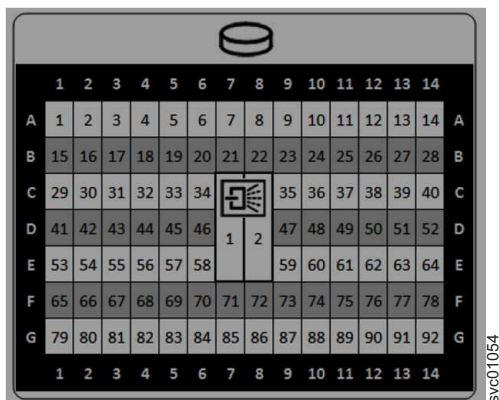 1 2 3 4 5 6 7 8 9 10 11 12 13 14
A 1 2 3 4 5 6 7 8 9 10 11 12 13 14 A
B 15 16 17 18 19 20 21 22 23 24 25 26 27 28 B
C 29 30 31 32 33 34 35 36 37 38 39 40 C
D 41 42 43 44 45 46 1 2 47 48 49 50 51 52 D
E 53 54 55 56 57 58 59 60 61 62 63 64 E
F 65 66 67 68 69 70 71 72 73 74 75 76 77 78 F
G 79 80 81 82 83 84 85 86 87 88 89 90 91 92 G
1 2 3 4 5 6 7 8 9 10 11 12 13 14
svc01054